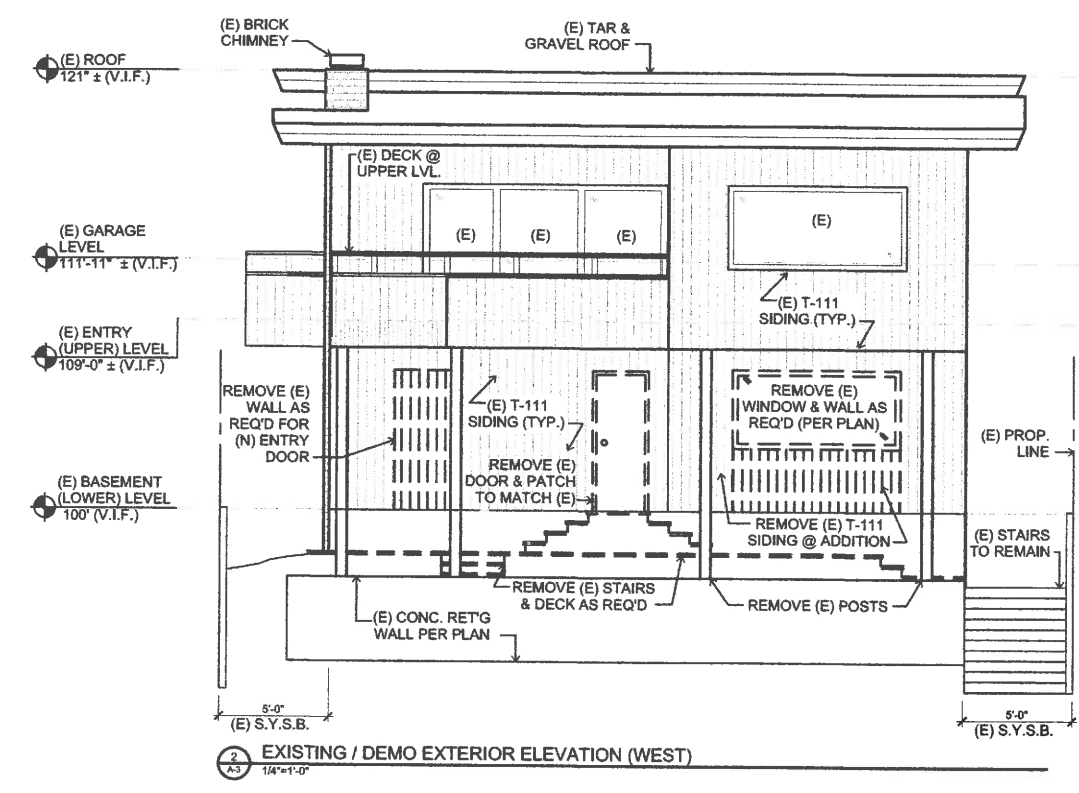 (E) BRICK
CHIMNEY
(E) TAR &
GRAVEL ROOF
(E) ROOF
121" ± (V.I.F.)
(E) DECK @
UPPER LVL.
(E) GARAGE
LEVEL
111'-11" ± (V.I.F.)
(E)
(E)
(E)
(E)
(E) T-111
SIDING (TYP.)
(E) ENTRY
(UPPER) LEVEL
109'-0" ± (V.I.F.)
REMOVE (E)
WALL AS
REQ'D FOR
(N) ENTRY
DOOR
(E) T-111
SIDING (TYP.)
REMOVE (E)
DOOR & PATCH
TO MATCH (E)
REMOVE (E)
WINDOW & WALL AS
REQ'D (PER PLAN)
(E) PROP.
LINE
(E) BASEMENT
(LOWER) LEVEL
100' (V.I.F.)
REMOVE (E) T-111
SIDING @ ADDITION
(E) STAIRS
TO REMAIN
REMOVE (E) STAIRS
& DECK AS REQ'D
REMOVE (E) POSTS
(E) CONC. RET'G
WALL PER PLAN
5'-0"
(E) S.Y.S.B.
5'-0"
(E) S.Y.S.B.
2
A-3
EXISTING / DEMO EXTERIOR ELEVATION (WEST)
1/4"=1'-0"